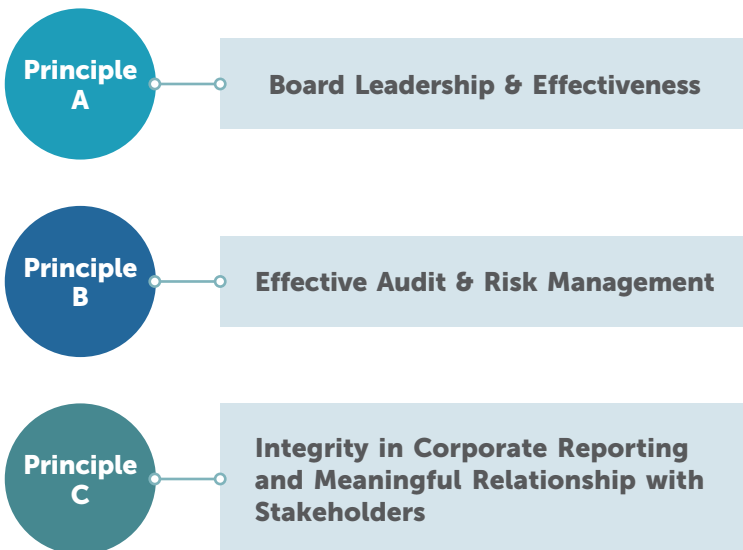 Principle
A
Board Leadership & Effectiveness
Principle
B
Effective Audit & Risk Management
Principle
C
Integrity in Corporate Reporting
and Meaningful Relationship with
Stakeholders